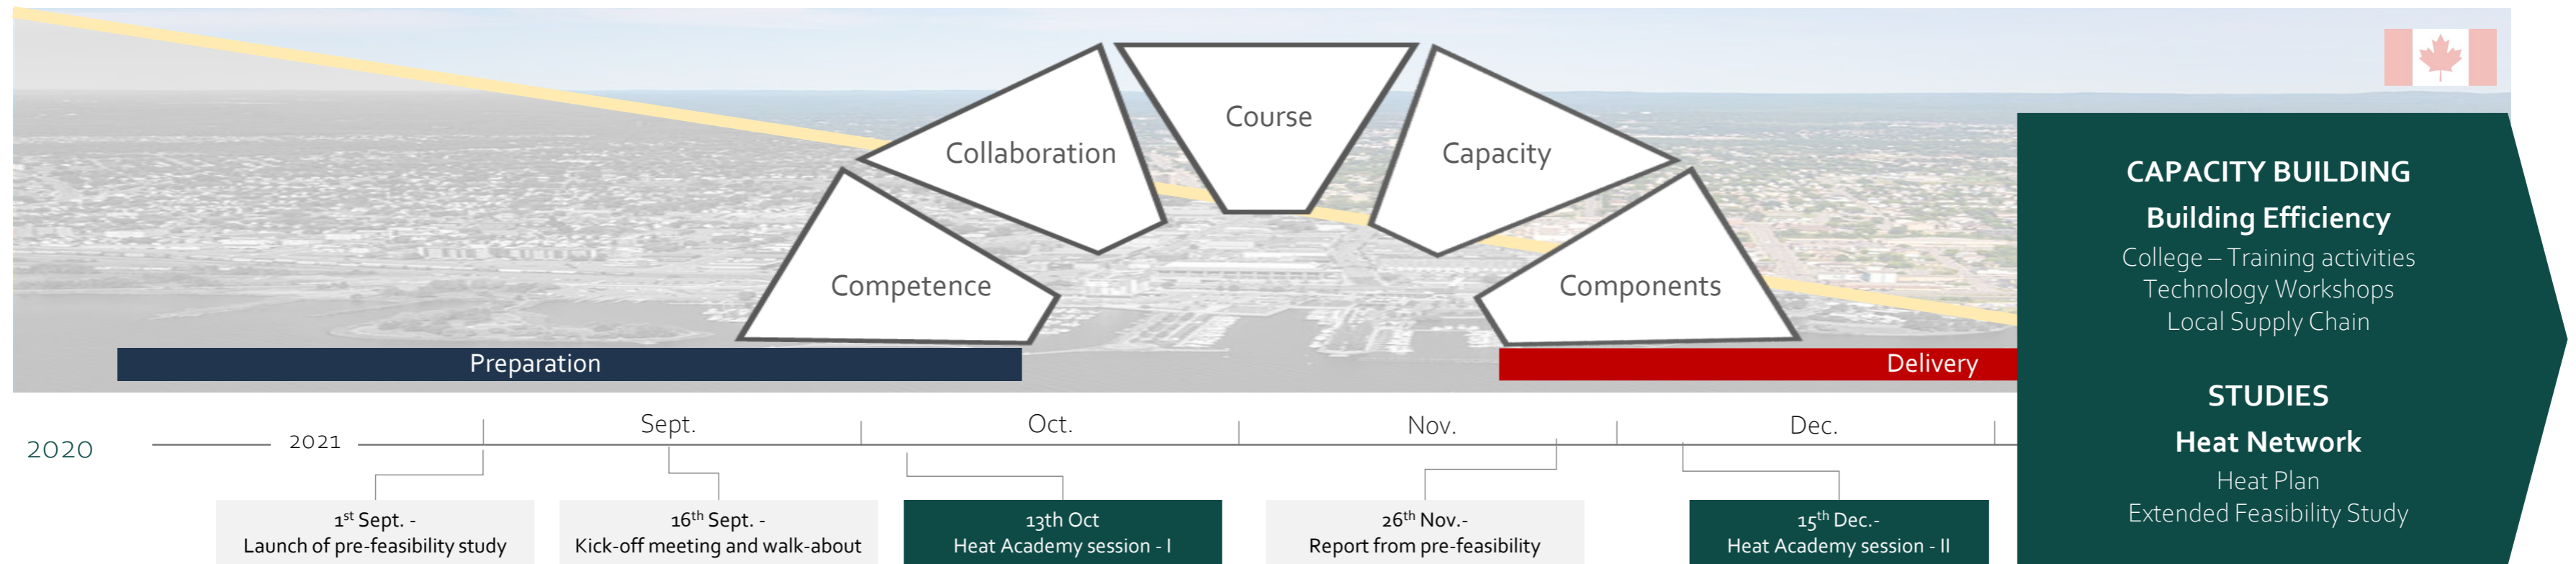 Course
Collaboration
Capacity
Competence
Components
Preparation
Delivery
CAPACITY BUILDING
Building Efficiency
College – Training activities
Technology Workshops
Local Supply Chain
STUDIES
Heat Network
Heat Plan
Extended Feasibility Study
2020
2021
Sept.
Oct.
Nov.
Dec.
1st Sept. -
Launch of pre-feasibility study
16th Sept. -
Kick-off meeting and walk-about
13th Oct
Heat Academy session - I
26th Nov.-
Report from pre-feasibility
15th Dec.-
Heat Academy session - II